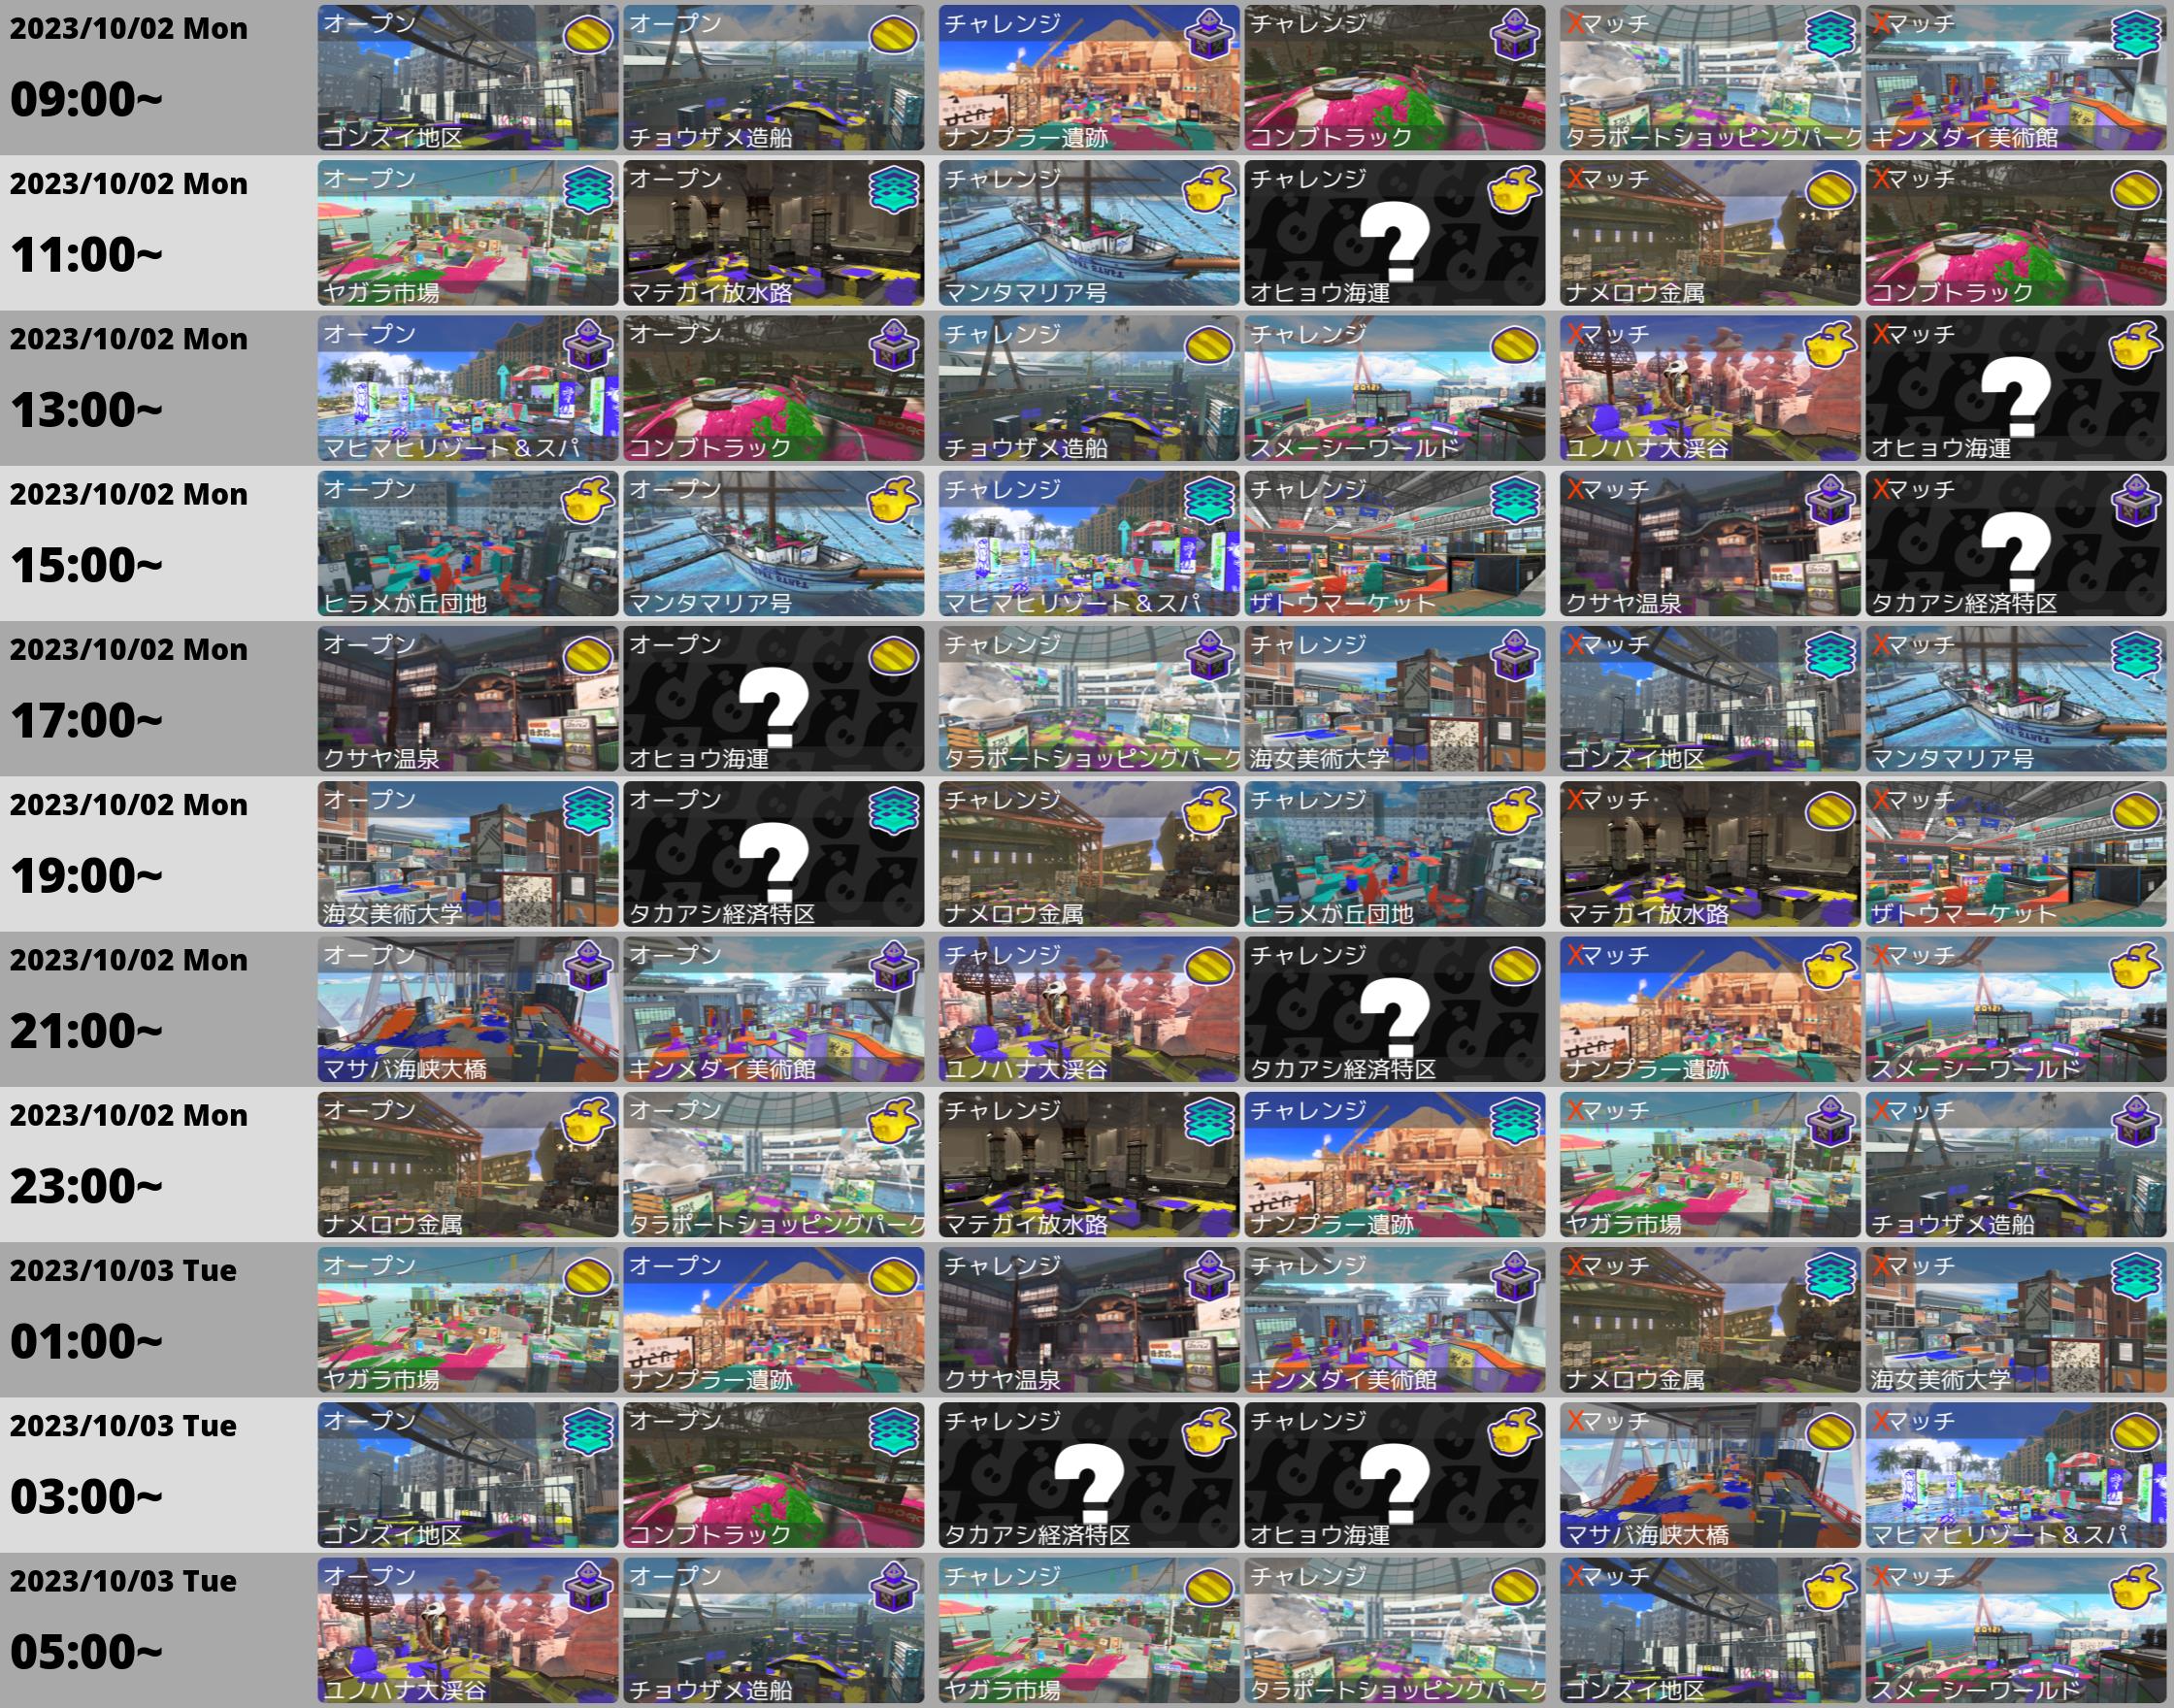 2023/10/02 Mon
09:00~
オープン
ゴンズイ地区
オープン
チョウザメ造船
チャレンジ
ナンプラー遺跡
チャレンジ
コンブトラック
Xマッチ
タラポートショッピングパーク
Xマッチ
キンメダイ美術館
2023/10/02 Mon
11:00~
オープン
ヤガラ市場
オープン
マテガイ放水路
チャレンジ
マンタマリア号
チャレンジ
?
オヒョウ海運
Xマッチ
ナメロウ金属
Xマッチ
コンブトラック
2023/10/02 Mon
13:00~
オープン
マヒマヒリゾート&スパ
オープン
コンブトラック
チャレンジ
チョウザメ造船
チャレンジ
スメーシーワールド
Xマッチ
ユノハナ大渓谷
Xマッチ
?
オヒョウ海運
2023/10/02 Mon
15:00~
オープン
ヒラメが丘団地
オープン
マンタマリア号
チャレンジ
マヒマヒリゾート&スパ
チャレンジ
ザトウマーケット
Xマッチ
クサヤ温泉
Xマッチ
?
タカアシ経済特区
2023/10/02 Mon
17:00~
オープン
クサヤ温泉
オープン
?
オヒョウ海運
チャレンジ
タラポートショッピングパーク
チャレンジ
海女美術大学
Xマッチ
ゴンズイ地区
Xマッチ
マンタマリア号
2023/10/02 Mon
19:00~
オープン
海女美術大学
オープン
?
タカアシ経済特区
チャレンジ
ナメロウ金属
チャレンジ
ヒラメが丘団地
Xマッチ
マテガイ放水路
Xマッチ
ザトウマーケット
2023/10/02 Mon
21:00~
オープン
マサバ海峡大橋
オープン
キンメダイ美術館
チャレンジ
ユノハナ大渓谷
チャレンジ
?
タカアシ経済特区
Xマッチ
ナンプラー遺跡
Xマッチ
スメーシーワールド
2023/10/02 Mon
23:00~
オープン
ナメロウ金属
オープン
タラポートショッピングパーク
チャレンジ
マテガイ放水路
チャレンジ
ナンプラー遺跡
Xマッチ
ヤガラ市場
Xマッチ
チョウザメ造船
2023/10/03 Tue
01:00~
オープン
ヤガラ市場
オープン
ナンプラー遺跡
チャレンジ
クサヤ温泉
チャレンジ
キンメダイ美術館
Xマッチ
ナメロウ金属
Xマッチ
海女美術大学
2023/10/03 Tue
03:00~
オープン
ゴンズイ地区
オープン
コンブトラック
チャレンジ
?
タカアシ経済特区
チャレンジ
?
オヒョウ海運
Xマッチ
マサバ海峡大橋
Xマッチ
マヒマヒリゾート&スパ
2023/10/03 Tue
05:00~
オープン
ユノハナ大渓谷
オープン
チョウザメ造船
チャレンジ
ヤガラ市場
チャレンジ
タラポートショッピングパーク
Xマッチ
ゴンズイ地区
Xマッチ
スメーシーワールド